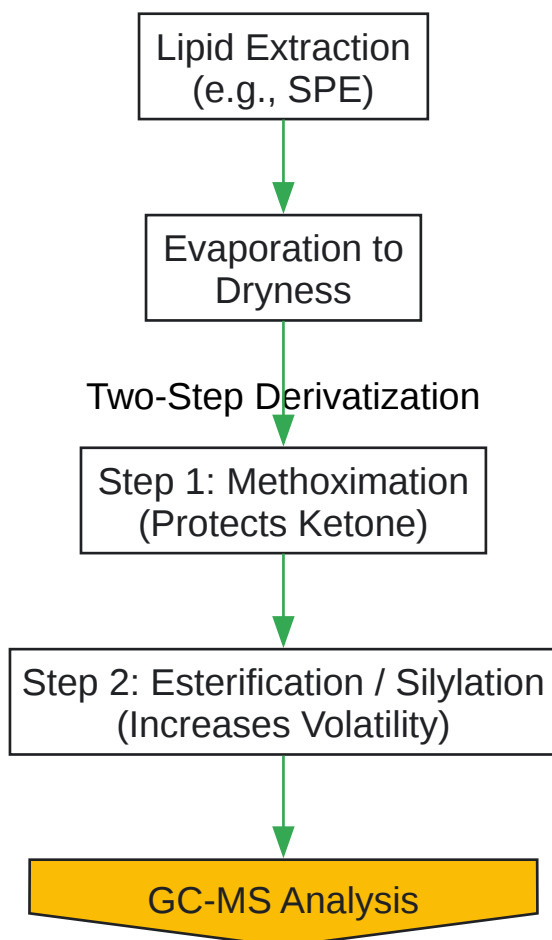 Lipid Extraction
(e.g., SPE)
Evaporation to
Dryness
Two-Step Derivatization
Step 1: Methoximation
(Protects Ketone)
Step 2: Esterification / Silylation
(Increases Volatility)
GC-MS Analysis